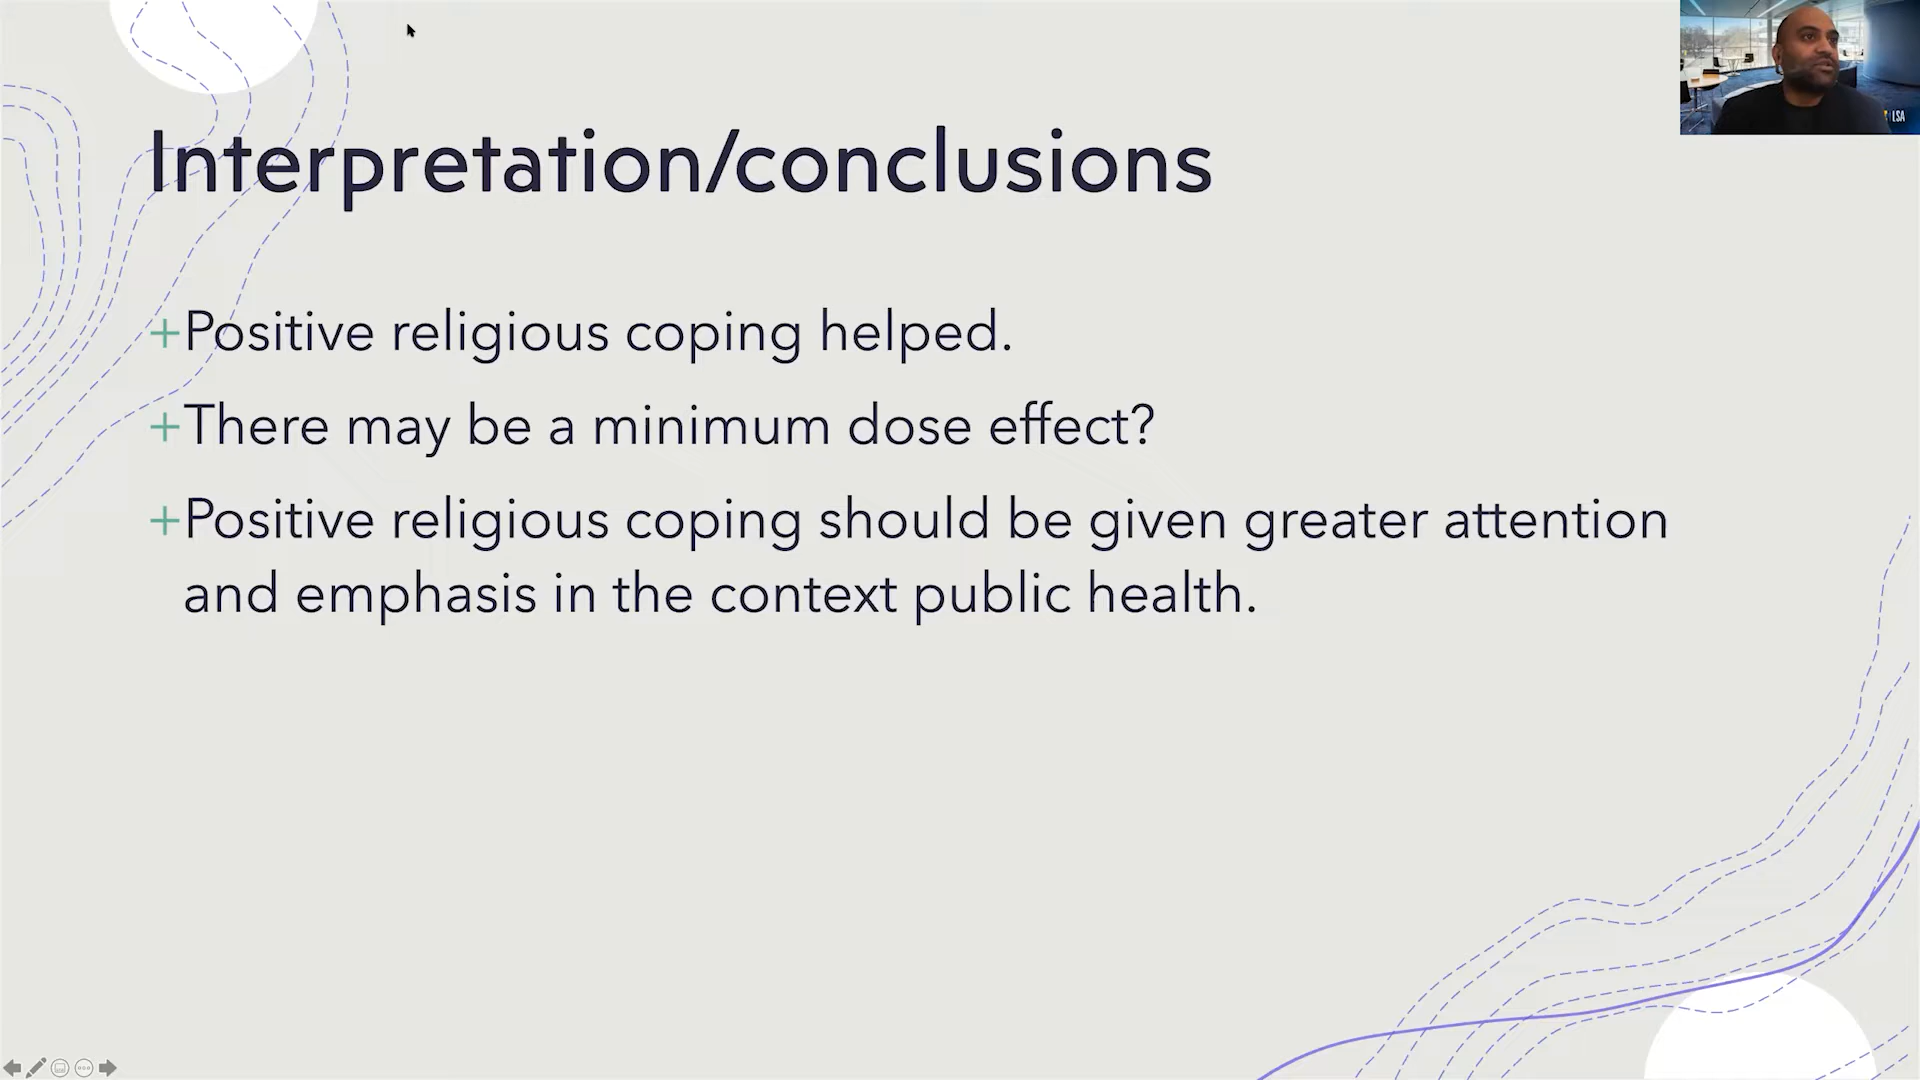 LSA
Interpretation/conclusions
+Positive religious coping helped.
+There may be a minimum dose effect?
+Positive religious coping should be given greater attention
and emphasis in the context public health.